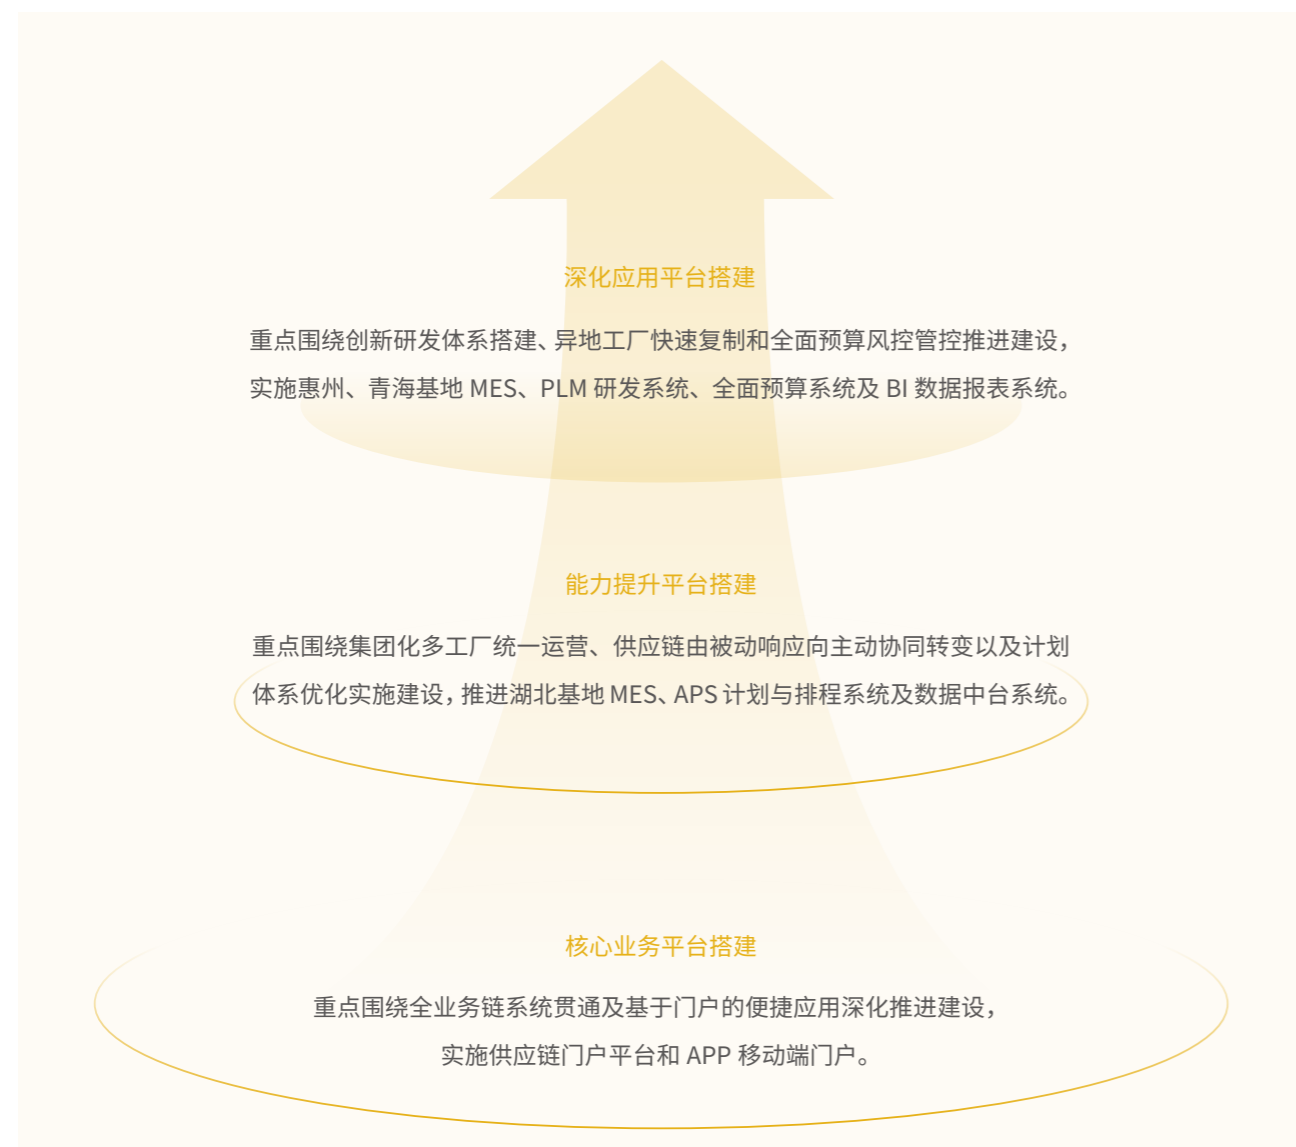 深化应用平台搭建
重点围绕创新研发体系搭建、异地工厂快速复制和全面预算风控管控推进建设，
实施惠州、青海基地 MES、PLM 研发系统、全面预算系统及 BI 数据报表系统。
能力提升平台搭建
重点围绕集团化多工厂统一运营、供应链由被动响应向主动协同转变以及计划
体系优化实施建设，推进湖北基地 MES、APS 计划与排程系统及数据中台系统。
核心业务平台搭建
重点围绕全业务链系统贯通及基于门户的便捷应用深化推进建设，
实施供应链门户平台和 APP 移动端门户。